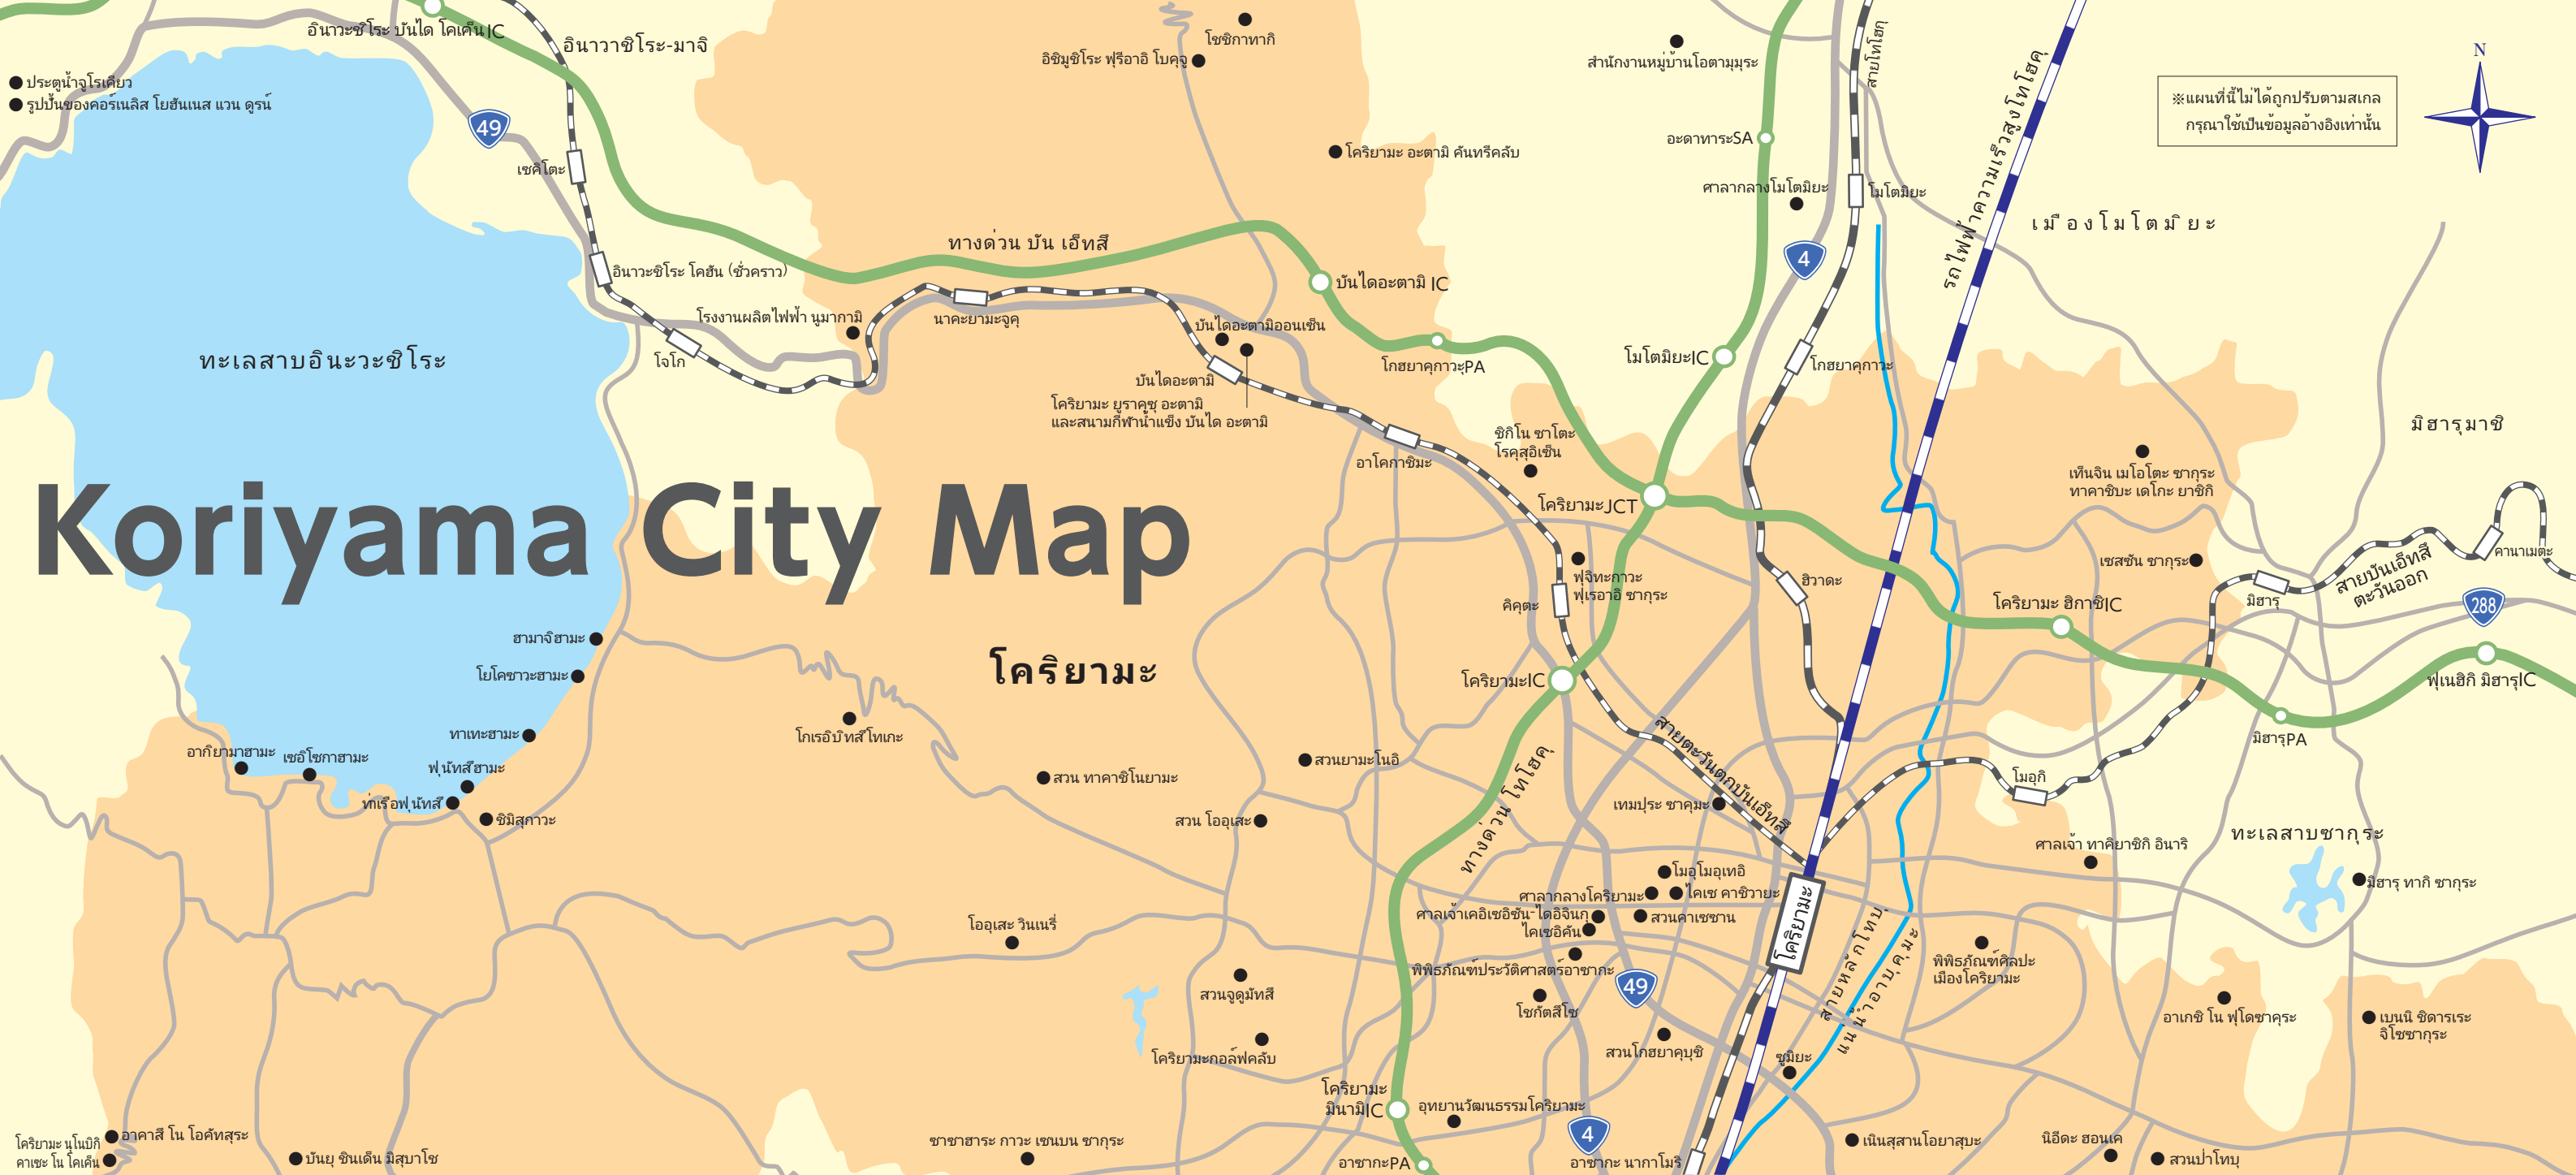 อินาวะชิโระ บันได โคเค็นIC
อินาวาชิโระ-มาจิ
โชชิกาทากิ
อิชิมูชิโระ ฟุรีอาอิ โบคุจู
สำนักงานหมู่บ้านโอตามุมุระ
สายโทโฮกุ
รถไฟฟ้าความเร็วสูงโทโฮคุ
N
※แผนที่นี้ไม่ได้ถูกปรับตามสเกล
กรุณาใช้เป็นข้อมูลอ้างอิงเท่านั้น
ประตูน้ำจูโรเคียว
รูปปั้นของคอร์เนลิส โยฮันเนส แวน ดูรน์
49
เซคิโตะ
โคริยามะ อะตามิ คันทรีคลับ
อะดาทาระSA
ศาลากลางโมโตมิยะ
โมโตมิยะ
เมืองโมโตมิยะ
ทางด่วน บัน เอ็ทสึ
4
อินาวะชิโระ โคฮัน (ชั่วคราว)
บันไดอะตามิ IC
โรงงานผลิตไฟฟ้า นูมากามิ
นาคะยามะจูคุ
บันไดอะตามิออนเซ็น
ทะเลสาบอินะวะชิโระ
โจโก
โกฮยาคุกาวะPA
โมโตมิยะIC
โกฮยาคุกาวะ
บันไดอะตามิ
โคริยามะ ยูราคุซุ อะตามิ
และสนามกีฬาน้ำแข็ง บันได อะตามิ
มิฮารุมาชิ
ชิกิโน ซาโตะ
โรคุสุอิเซ็น
อาโคกาชิมะ
เท็นจิน เมโอโตะ ซากุระ
ทาคาชิบะ เดโกะ ยาชิกิ
Koriyama City Map
โคริยามะJCT
คานาเมตะ
เซสซัน ซากุระ
สายบันเอ็ทสึ
ตะวันออก
ฟุจิทะกาวะ
ฟุเรอาอิ ซากุระ
ฮิวาดะ
คิคุตะ
โคริยามะ ฮิกาชิIC
มิฮารุ
288
ฮามาจิฮามะ
โคริยามะ
โยโคซาวะฮามะ
โคริยามะIC
ฟุเนฮิกิ มิฮารุIC
ทาเทะฮามะ
โกเรอิบิทสึโทเกะ
มิฮารุPA
อากิยามาฮามะ
เซอิโซกาฮามะ
ฟุนัทสึฮามะ
สวน ทาคาชิโนยามะ
สวนยามะโนอิ
สายตะวันตกบันเอ็ทสึ
โมอุกิ
ท่าเรือฟุนัทสึ
ชิมิสุกาวะ
สวน โออุเสะ
ทางด่วน โทโฮคุ
เทมปุระ ซาคุมะ
ทะเลสาบซากุระ
ศาลเจ้า ทาคิยาชิกิ อินาริ
โมอุโมอุเทอิ
มิฮารุ ทากิ ซากุระ
ศาลากลางโคริยามะ
ไคเซ คาชิวายะ
ศาลเจ้าเคอิเซอิซัน-ไดอิจินกุ
สวนคาเซซาน
ไคเซอิคัน
โคริยามะ
โออุเสะ วินเนรี่
พิพิธภัณฑ์ประวัติศาสตร์อาซากะ
49
พิพิธภัณฑ์ศิลปะ
เมืองโคริยามะ
สายหลักโทบุ
แน่น้ำอาบุคุมะ
สวนจูดูมัทสึ
โชกัตสึโซ
อาเกชิ โน ฟุโดซาคุระ
เบนนิ ชิดารเระ
จิโซซากุระ
โคริยามะกอล์ฟคลับ
สวนโกฮยาคุบุชิ
ซูมิยะ
โคริยามะ
มินามิIC
อุทยานวัฒนธรรมโคริยามะ
4
โคริยามะ นุโนบิกิ
คาเซะ โน โคเค็น
อาคาสึ โน โอคัทสุระ
บันยุ ชินเด็น มิสุบาโช
ซาซาฮาระ กาวะ เซนบน ซากุระ
อาซากะPA
อาซากะ นากาโมริ
เนินสุสานโอยาสุบะ
นิอีดะ ฮอนเค
สวนป่าโทบุ